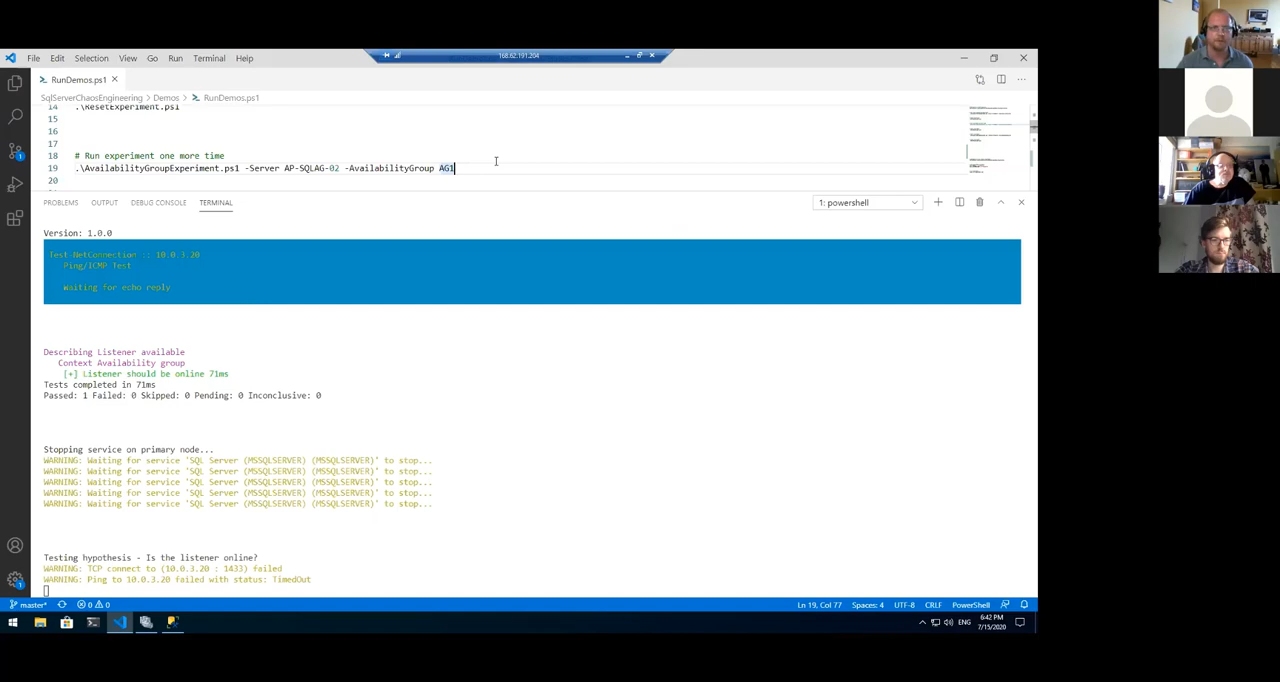 168.62.191.204
File Edit Selection View Go Run Terminal Help
RunDemos.ps1
SqlServerChaosEngineering > Demos > RunDemos.ps1
14 .\ResetExperiment.ps1
15
16
17
18 # Run experiment one more time
19 .\AvailabilityGroupExperiment.ps1 -Server AP-SQLAG-02 -AvailabilityGroup AG1
20
PROBLEMS OUTPUT DEBUG CONSOLE TERMINAL 1: powershell
Version: 1.0.0
Test-NetConnection :: 10.0.3.20
Ping/ICMP Test
Waiting for echo reply
Describing Listener available
Context Availability group
[+] Listener should be online 71ms
Tests completed in 71ms
Passed: 1 Failed: 0 Skipped: 0 Pending: 0 Inconclusive: 0
Stopping service on primary node...
WARNING: Waiting for service 'SQL Server (MSSQLSERVER) (MSSQLSERVER)' to stop...
WARNING: Waiting for service 'SQL Server (MSSQLSERVER) (MSSQLSERVER)' to stop...
WARNING: Waiting for service 'SQL Server (MSSQLSERVER) (MSSQLSERVER)' to stop...
WARNING: Waiting for service 'SQL Server (MSSQLSERVER) (MSSQLSERVER)' to stop...
WARNING: Waiting for service 'SQL Server (MSSQLSERVER) (MSSQLSERVER)' to stop...
Testing hypothesis - Is the listener online?
WARNING: TCP connect to (10.0.3.20 : 1433) failed
WARNING: Ping to 10.0.3.20 failed with status: TimedOut
master* 0 0 Ln 19, Col 77 Spaces: 4 UTF-8 CRLF PowerShell
ENG 6:42 PM
7/15/2020